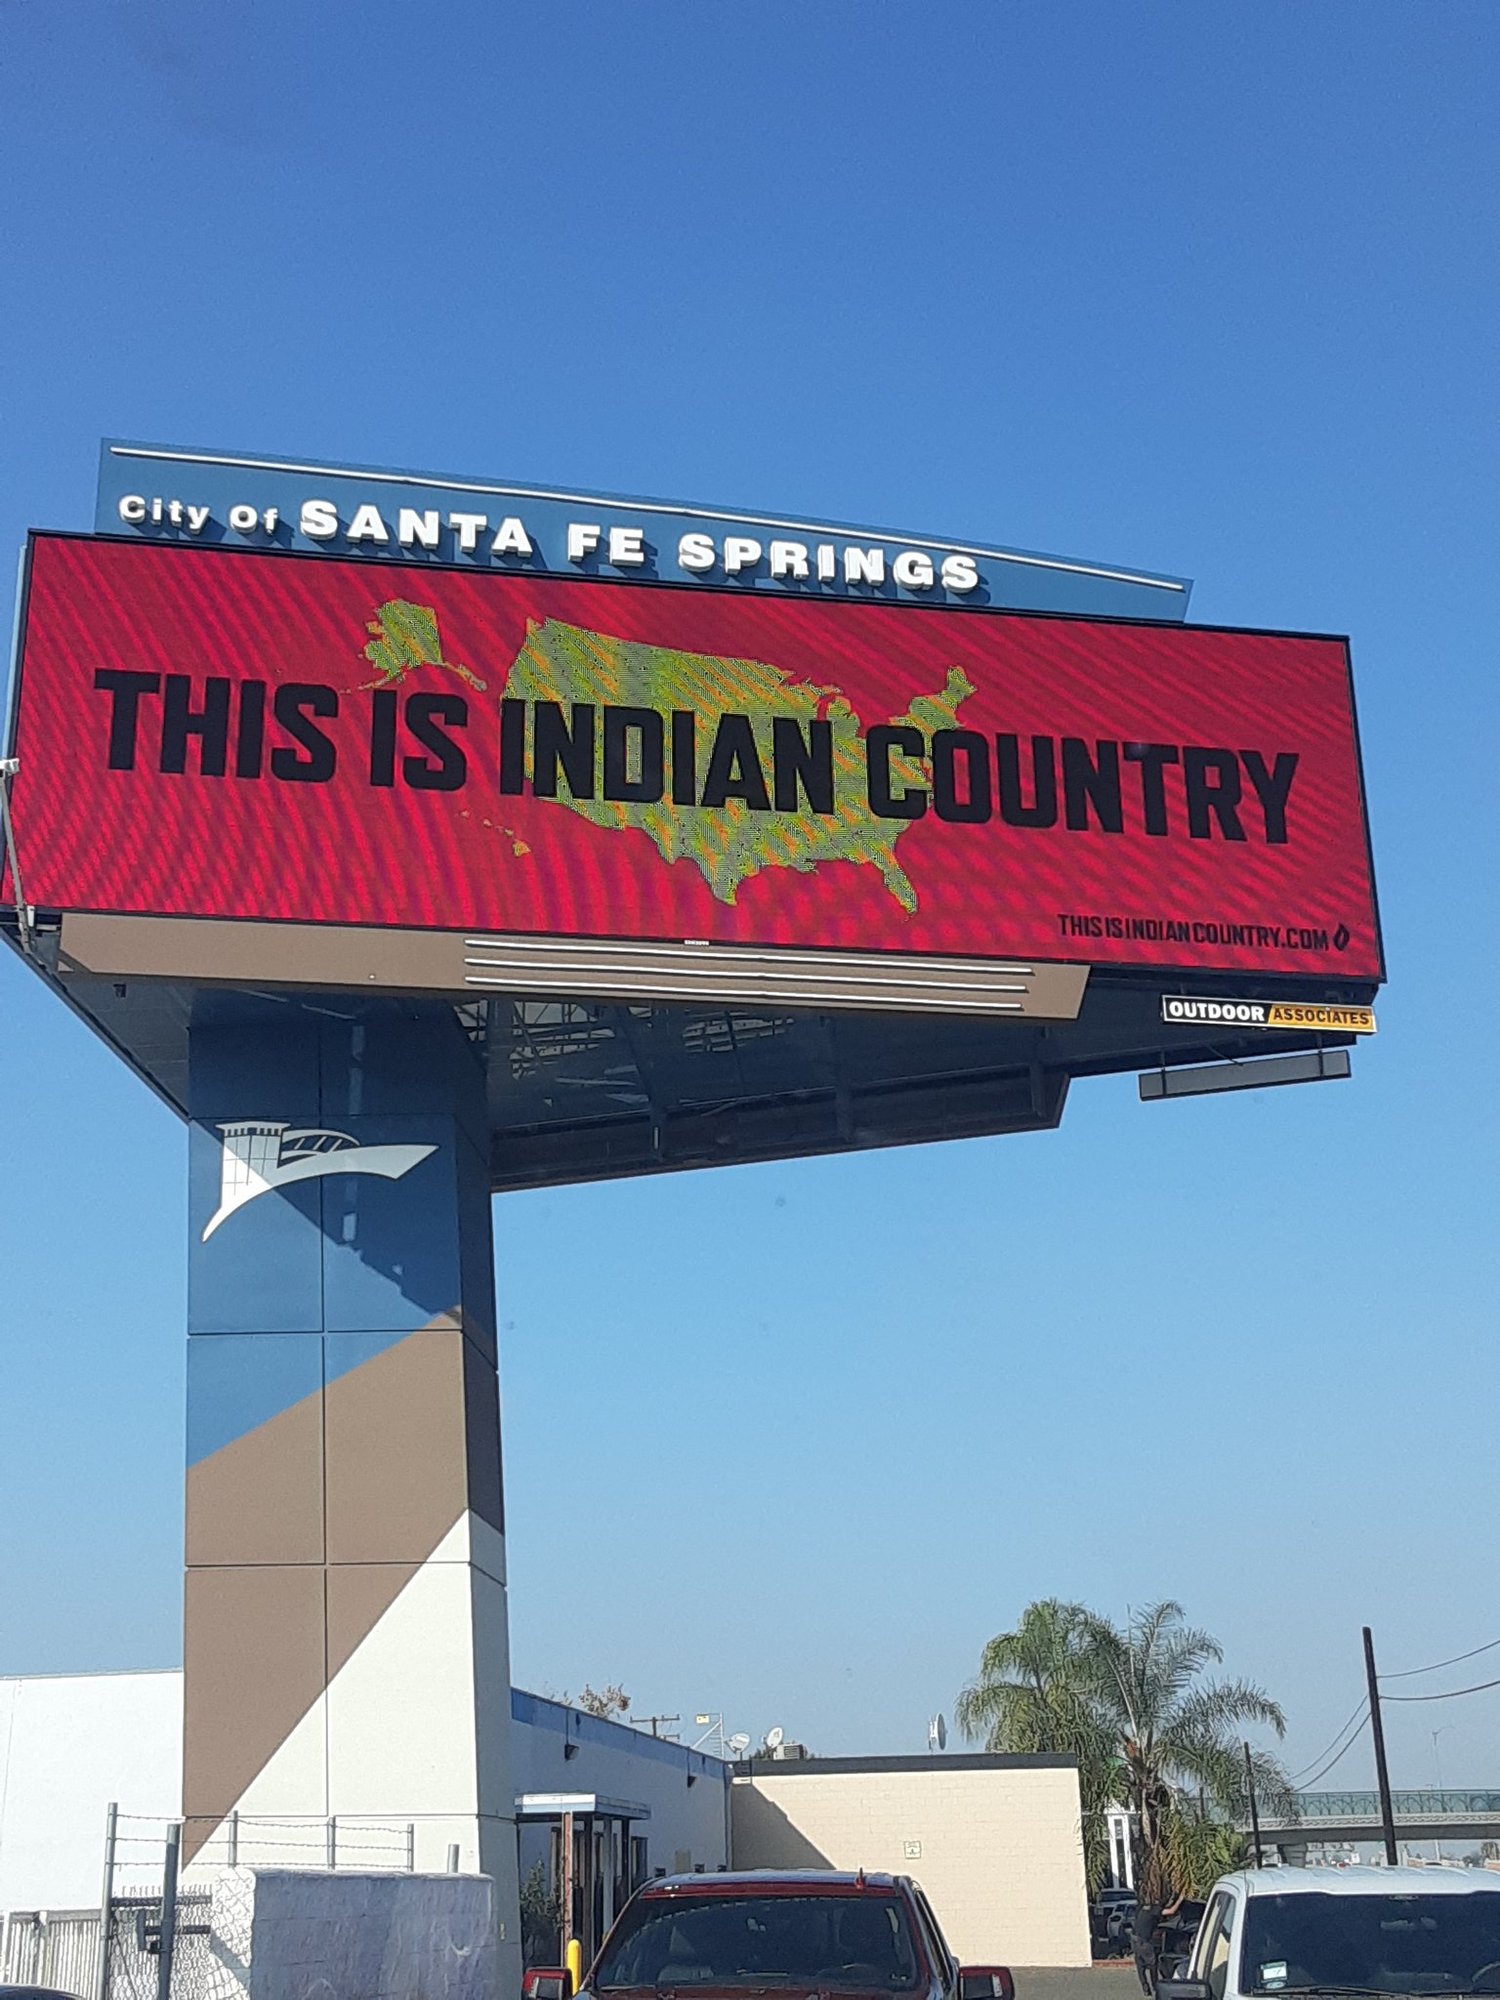 City Of SANTA FE SPRINGS
THIS IS INDIAN COUNTRY
THISISINDIANCOUNTRY.COM
OUTDOOR ASSOCIATES